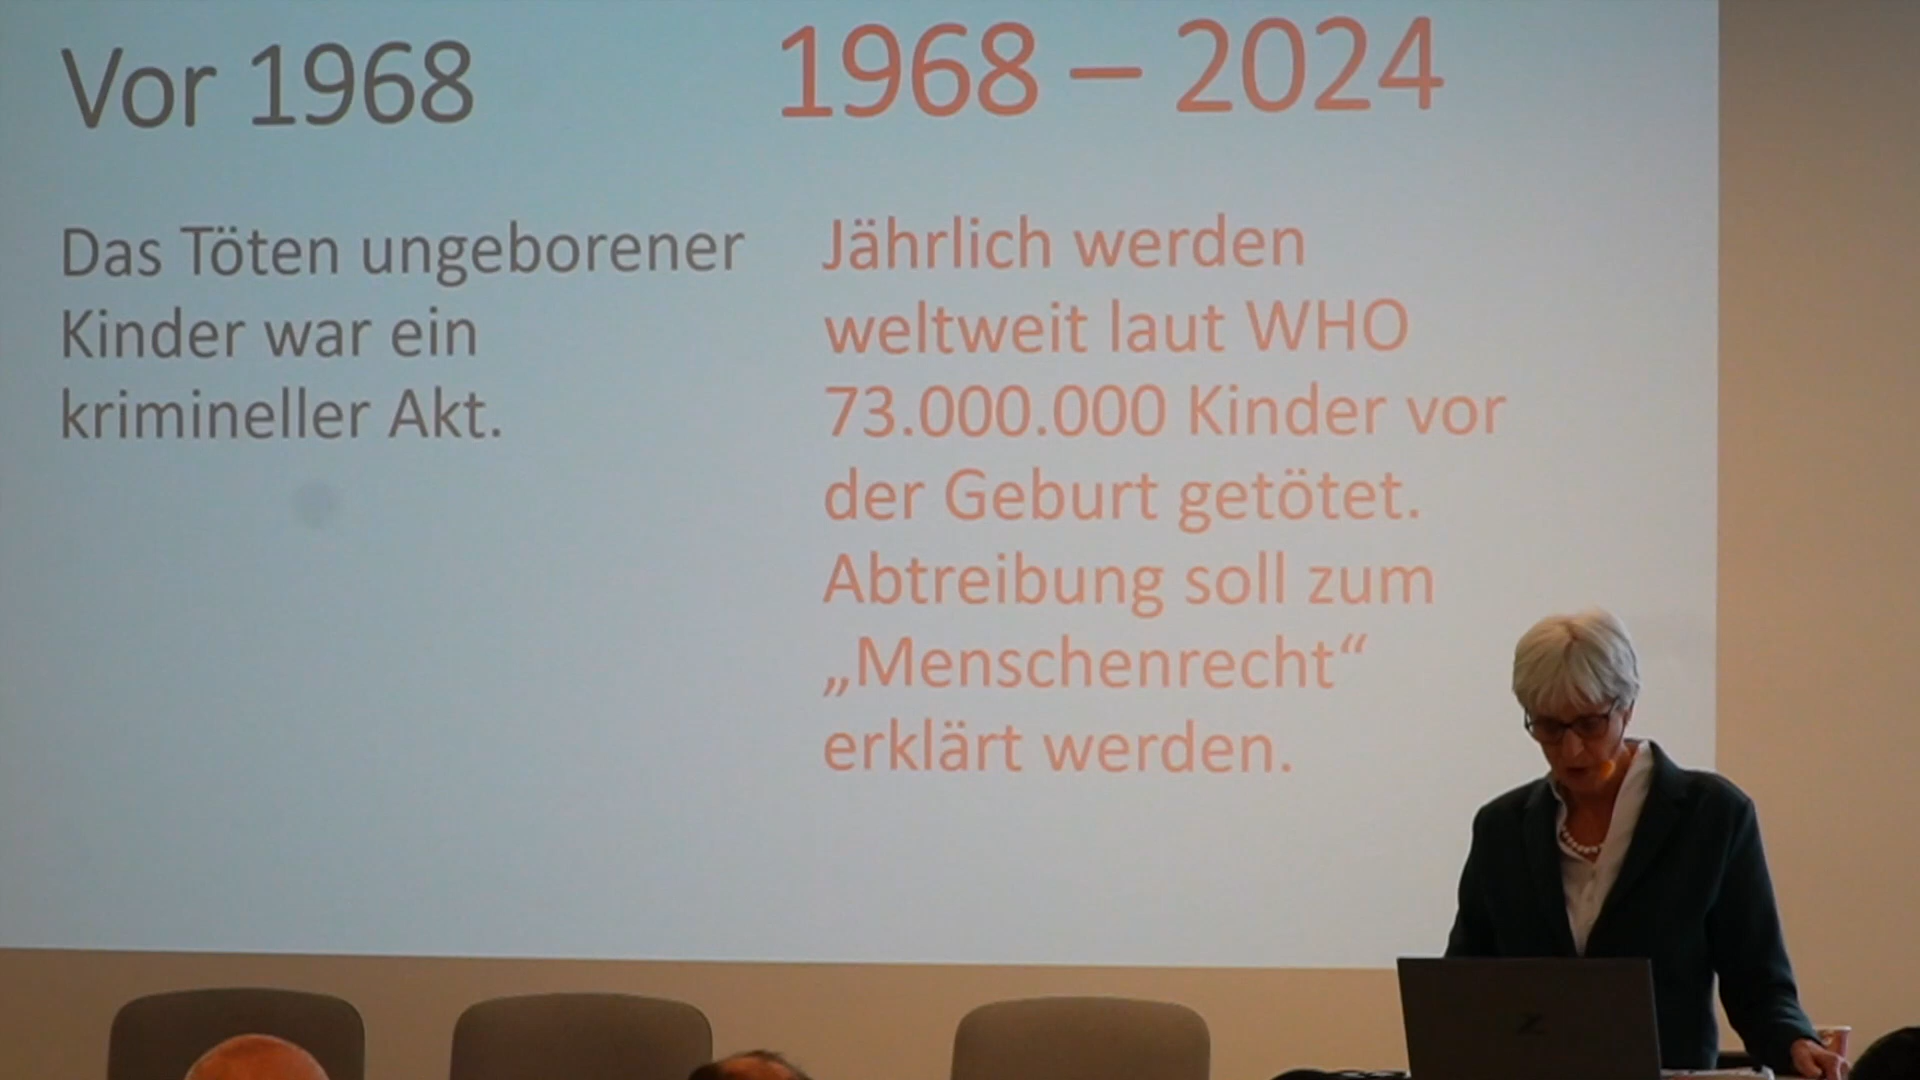 Vor 1968
1968 – 2024
Das Töten ungeborener
Kinder war ein
krimineller Akt.
Jährlich werden
weltweit laut WHO
73.000.000 Kinder vor
der Geburt getötet.
Abtreibung soll zum
„Menschenrecht“
erklärt werden.